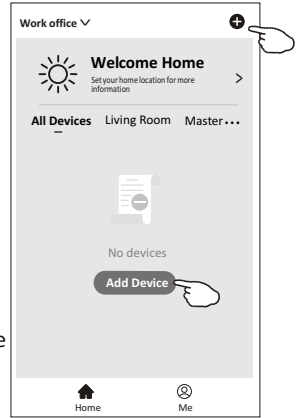 Work office
Welcome Home
Set your home location for more
information
All Devices Living Room Master...
No devices
Add Device
e
Home Me